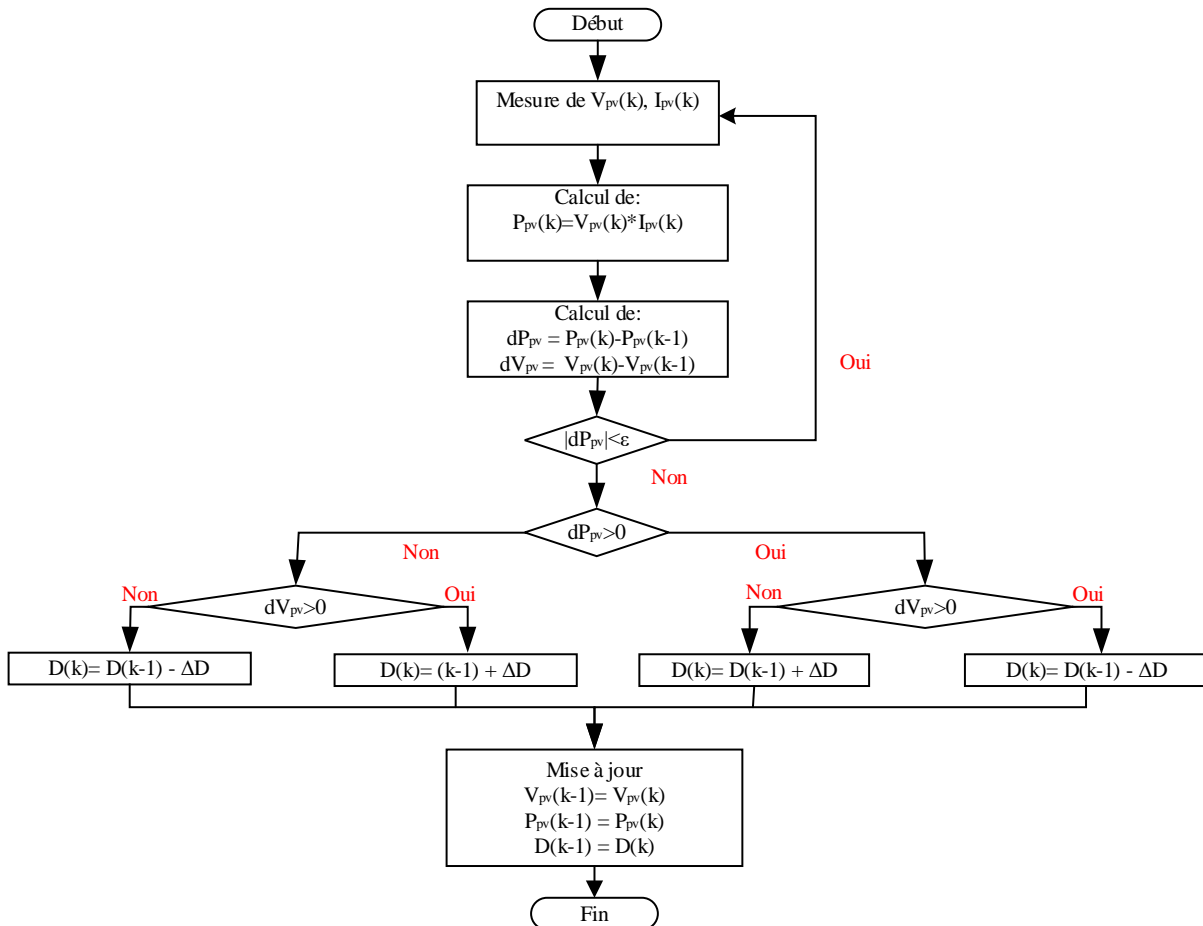 Début
Mesure de Vpv(k), Ipv(k)
Calcul de:
Ppv(k)=Vpv(k)*Ipv(k)
Calcul de:
dPpv = Ppv(k)-Ppv(k-1)
dVpv = Vpv(k)-Vpv(k-1)
Oui
|dPpv|<ε
Non
dPpv>0
Non
Oui
Non
dVpv>0
Oui
Non
dVpv>0
Oui
D(k)= D(k-1) - ΔD
D(k)= (k-1) + ΔD
D(k)= D(k-1) + ΔD
D(k)= D(k-1) - ΔD
Mise à jour
Vpv(k-1)= Vpv(k)
Ppv(k-1) = Ppv(k)
D(k-1) = D(k)
Fin